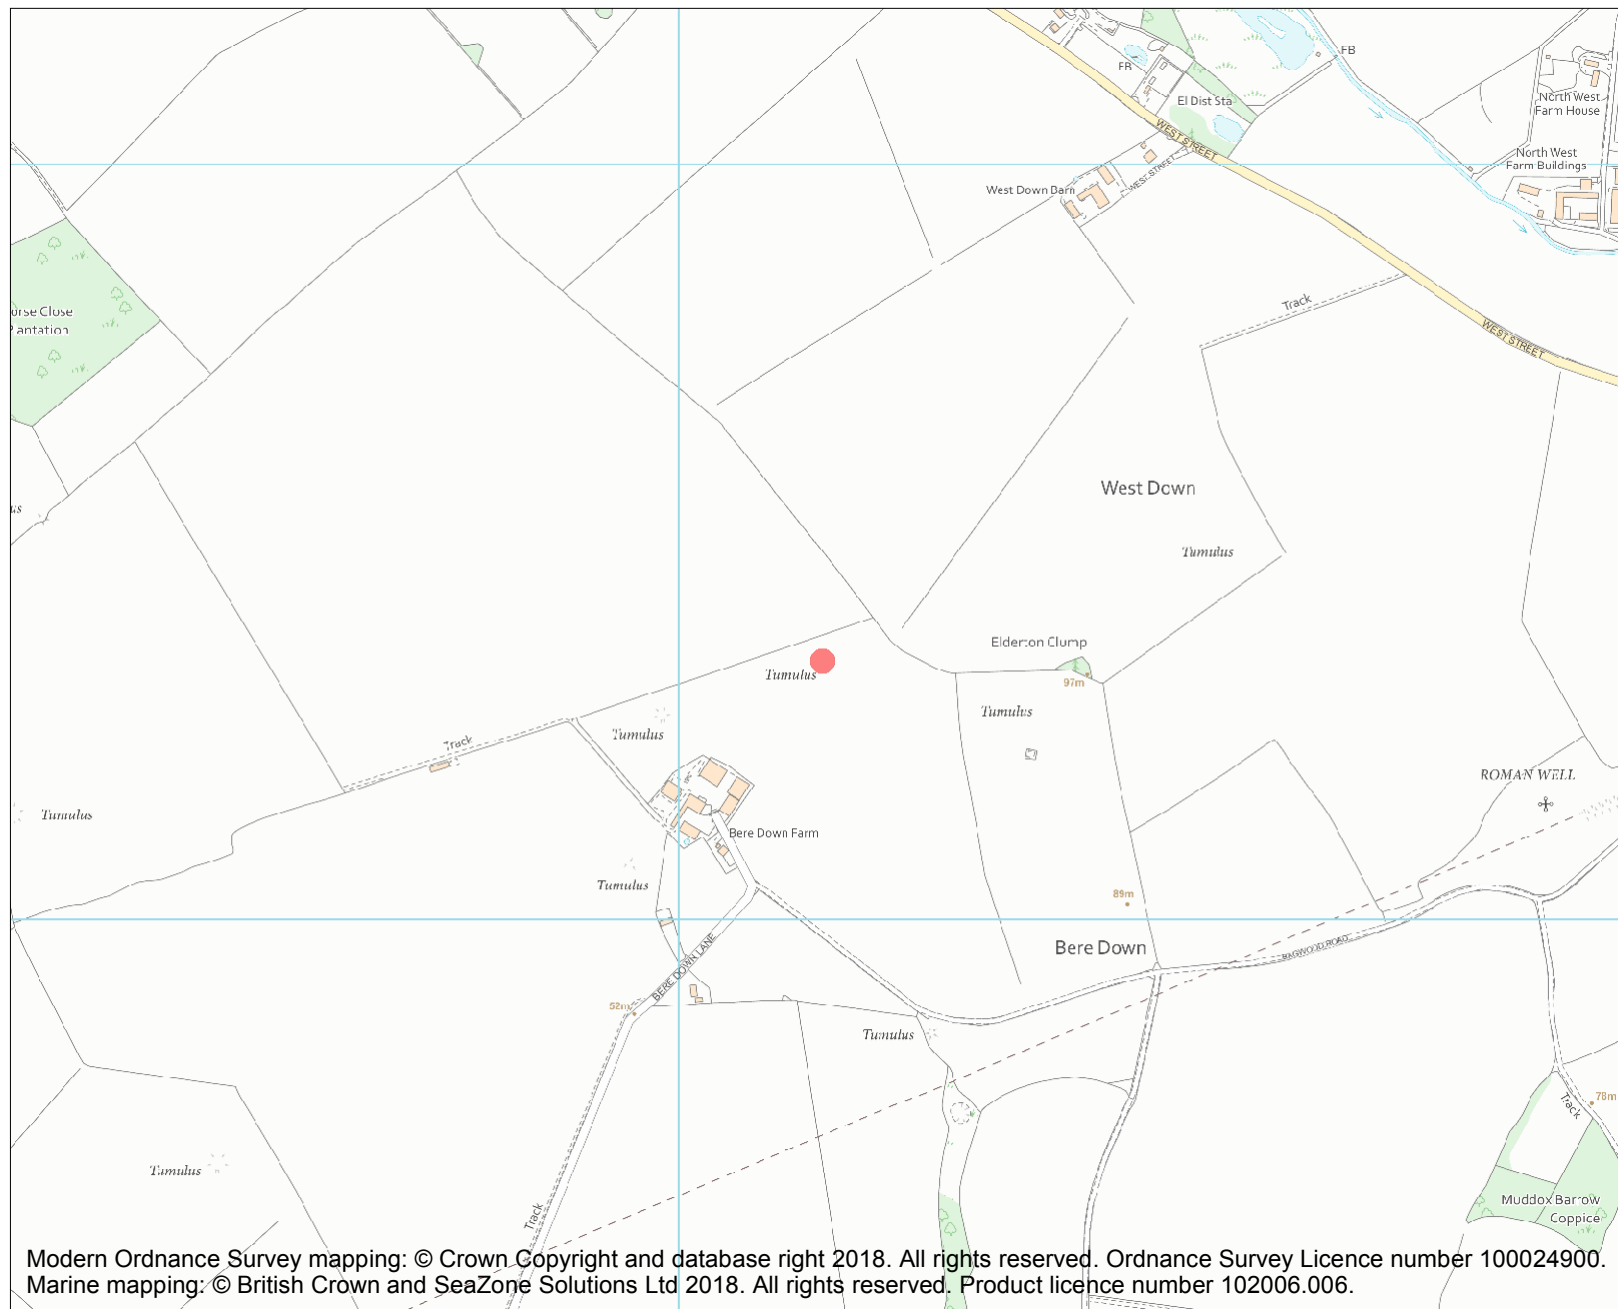 FB
FB
El Dist Sta
North West
Farm House
WEST STREET
North West
Farm Buildings
West Down Barn
WEST STREET
Track
Plantation
WEST STREET
West Down
Tumulus
Elderton Clump
Tumulus
97m
Tumulus
Tumulus
Track
ROMAN WELL
Tumulus
Bere Down Farm
Tumulus
89m
Bere Down
BAGWOOD ROAD
BERE DOWN LANE
52m
Tumulus
Track
78m
Tumulus
Muddox Barrow
Coppice
Track
Modern Ordnance Survey mapping: © Crown Copyright and database right 2018. All rights reserved. Ordnance Survey Licence number 100024900.
Marine mapping: © British Crown and SeaZone Solutions Ltd 2018. All rights reserved. Product licence number 102006.006.